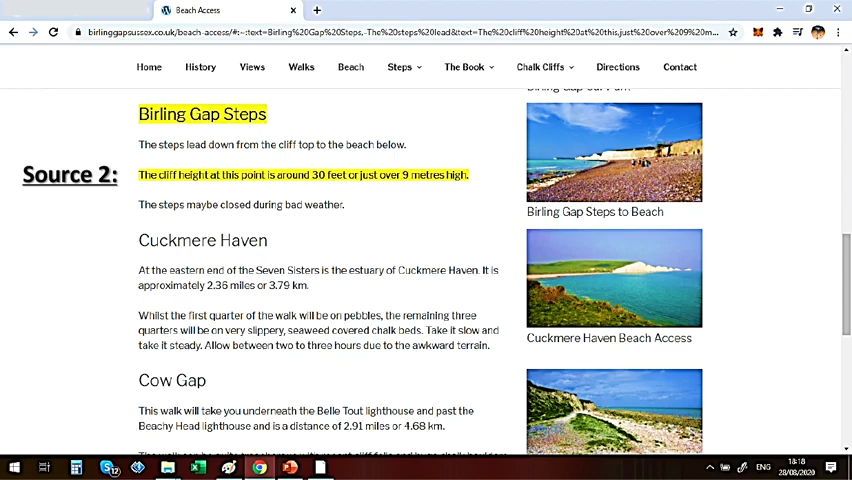 Beach Access
birlinggapsussex.co.uk/beach-access/#:~:text=Birling%20Gap%20Steps,-The%20steps%20lead&text=The%20cliff%20height%20at%20this,just%20over%209%20m...
Home History Views Walks Beach Steps The Book Chalk Cliffs Directions Contact
Birling Gap Car Park
Birling Gap Steps
The steps lead down from the cliff top to the beach below.
Source 2:
The cliff height at this point is around 30 feet or just over 9 metres high.
The steps maybe closed during bad weather.
Birling Gap Steps to Beach
Cuckmere Haven
At the eastern end of the Seven Sisters is the estuary of Cuckmere Haven. It is
approximately 2.36 miles or 3.79 km.
Whilst the first quarter of the walk will be on pebbles, the remaining three
quarters will be on very slippery, seaweed covered chalk beds. Take it slow and
take it steady. Allow between two to three hours due to the awkward terrain.
Cuckmere Haven Beach Access
Cow Gap
This walk will take you underneath the Belle Tout lighthouse and past the
Beachy Head lighthouse and is a distance of 2.91 miles or 4.68 km.
12
ENG
18:18
28/08/2020